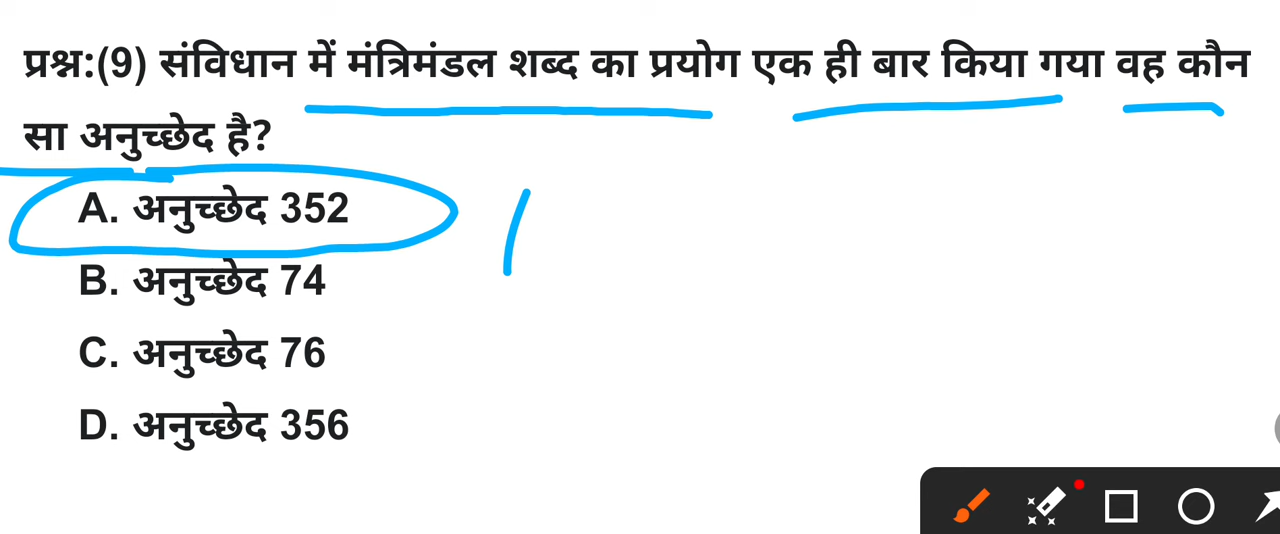 प्रश्न:(9) संविधान में मंत्रिमंडल शब्द का प्रयोग एक ही बार किया गया वह कौन
सा अनुच्छेद है?
A. अनुच्छेद 352
B. अनुच्छेद 74
C. अनुच्छेद 76
D. अनुच्छेद 356